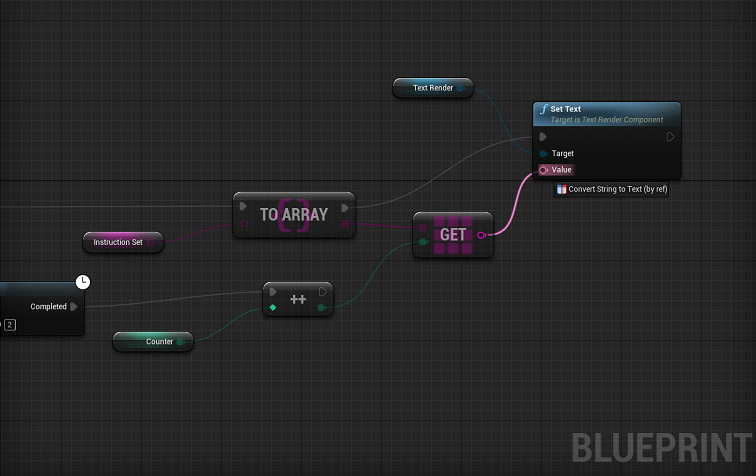 Text Render
Set Text
Target is Text Render Component
Target
Value
Convert String to Text (by ref)
TO ARRAY
Instruction Set
GET
Completed
2
++
Counter
BLUEPRINT